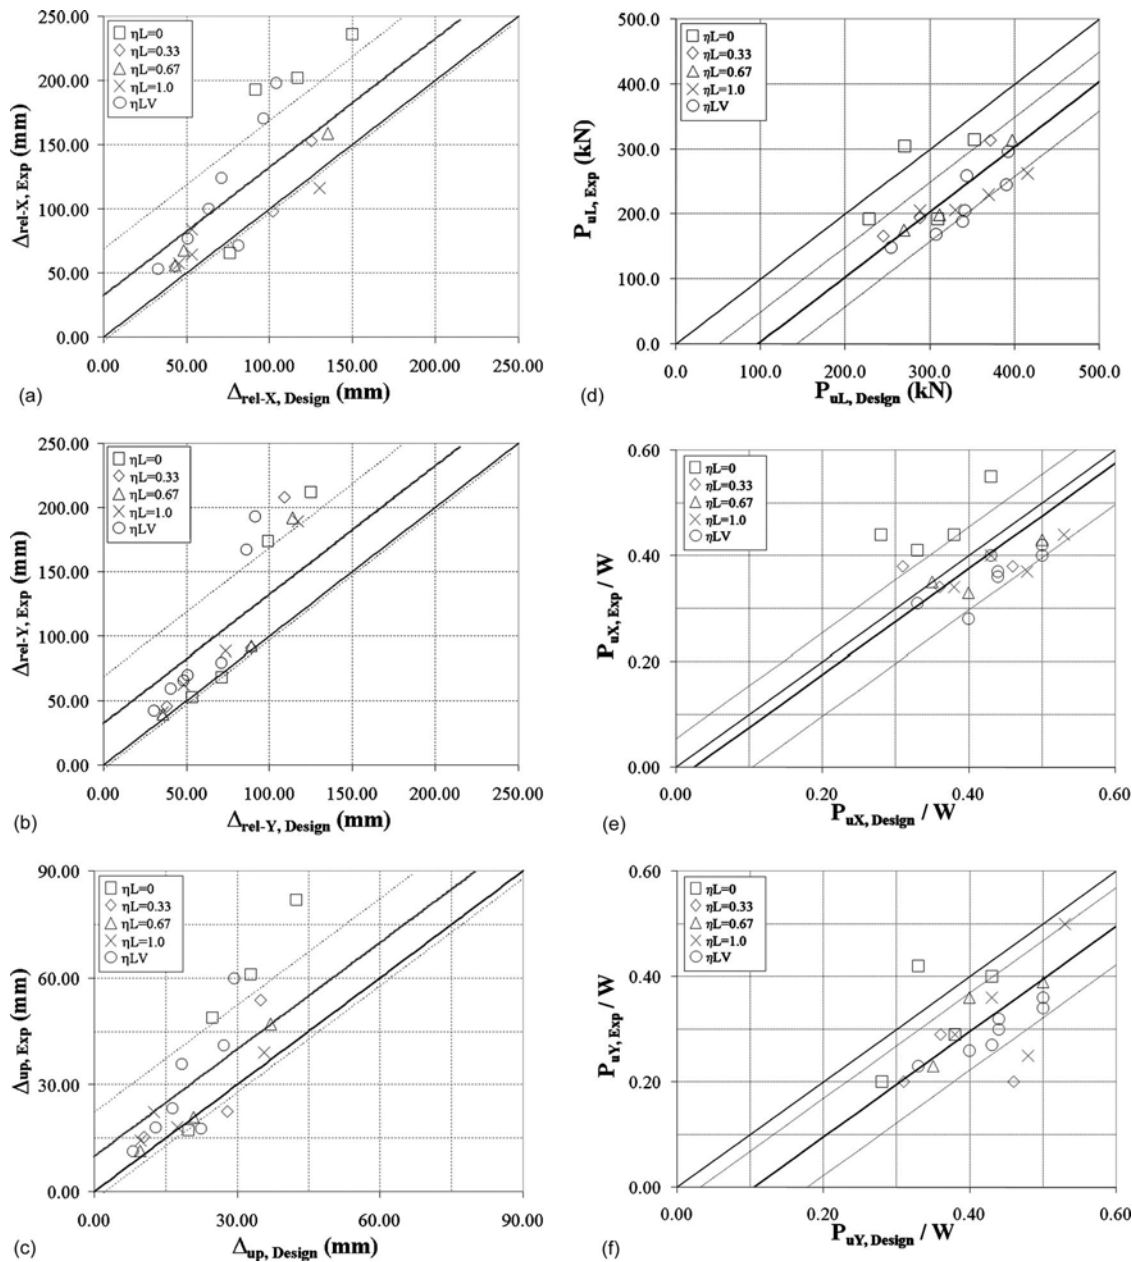 250.00
200.00
150.00
100.00
50.00
0.00
Δrel-X, Exp (mm)
ηL=0
ηL=0.33
ηL=0.67
ηL=1.0
ηLV
0.00 50.00 100.00 150.00 200.00 250.00
(a) Δrel-X, Design (mm)
500.0
400.0
300.0
200.0
100.0
0.0
PuL, Exp (kN)
ηL=0
ηL=0.33
ηL=0.67
ηL=1.0
ηLV
0.0 100.0 200.0 300.0 400.0 500.0
(d) PuL, Design (kN)
250.00
200.00
150.00
100.00
50.00
0.00
Δrel-Y, Exp (mm)
ηL=0
ηL=0.33
ηL=0.67
ηL=1.0
ηLV
0.00 50.00 100.00 150.00 200.00 250.00
(b) Δrel-Y, Design (mm)
0.60
0.40
0.20
0.00
PuX, Exp / W
ηL=0
ηL=0.33
ηL=0.67
ηL=1.0
ηLV
0.00 0.20 0.40 0.60
(e) PuX, Design / W
90.00
60.00
30.00
0.00
Δup, Exp (mm)
ηL=0
ηL=0.33
ηL=0.67
ηL=1.0
ηLV
0.00 30.00 60.00 90.00
(c) Δup, Design (mm)
0.60
0.40
0.20
0.00
PuY, Exp / W
ηL=0
ηL=0.33
ηL=0.67
ηL=1.0
ηLV
0.00 0.20 0.40 0.60
(f) PuY, Design / W